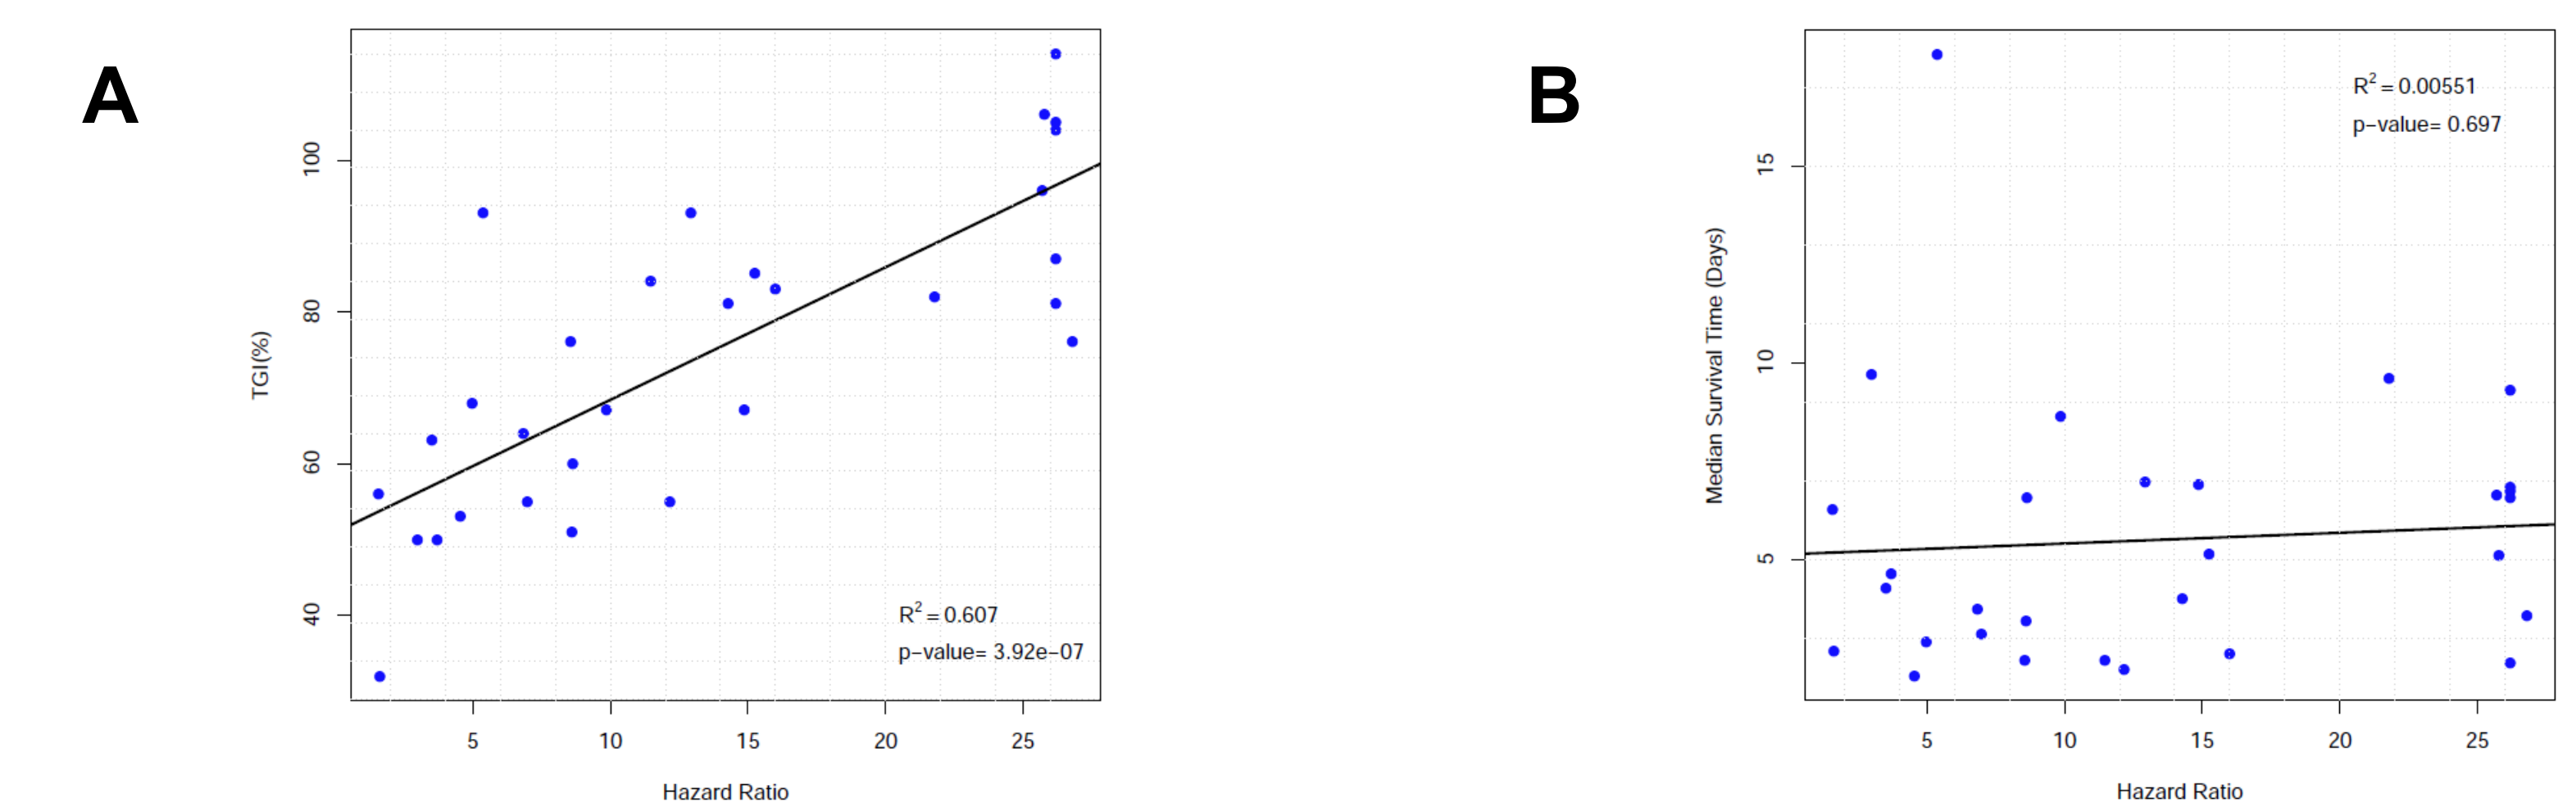 A
TGI(%)
100
80
60
40
R² = 0.607
p−value= 3.92e−07
5 10 15 20 25
Hazard Ratio
B
Median Survival Time (Days)
15
10
5
R² = 0.00551
p−value= 0.697
5 10 15 20 25
Hazard Ratio